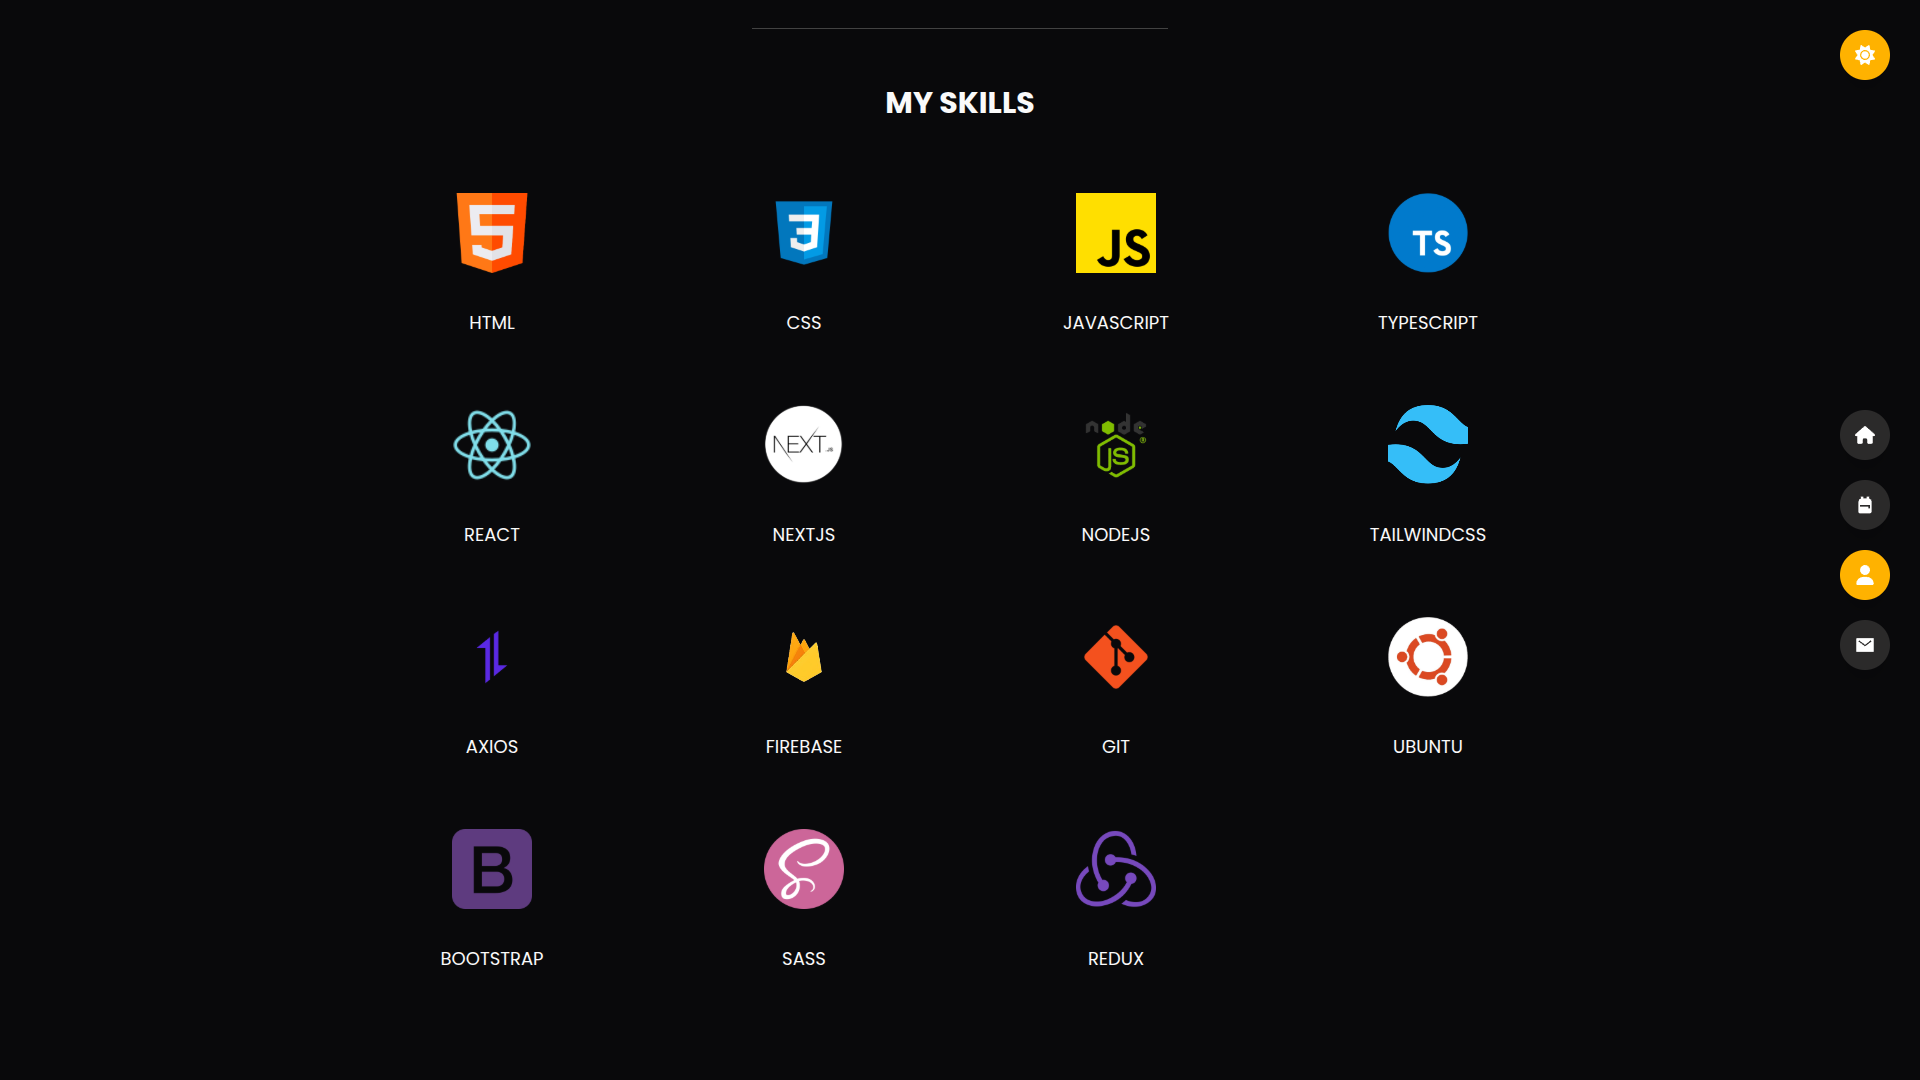 MY SKILLS
5
3
JS
TS
HTML
CSS
JAVASCRIPT
TYPESCRIPT
NEXT.JS
node
JS
®
REACT
NEXTJS
NODEJS
TAILWINDCSS
AXIOS
FIREBASE
GIT
UBUNTU
B
BOOTSTRAP
SASS
REDUX